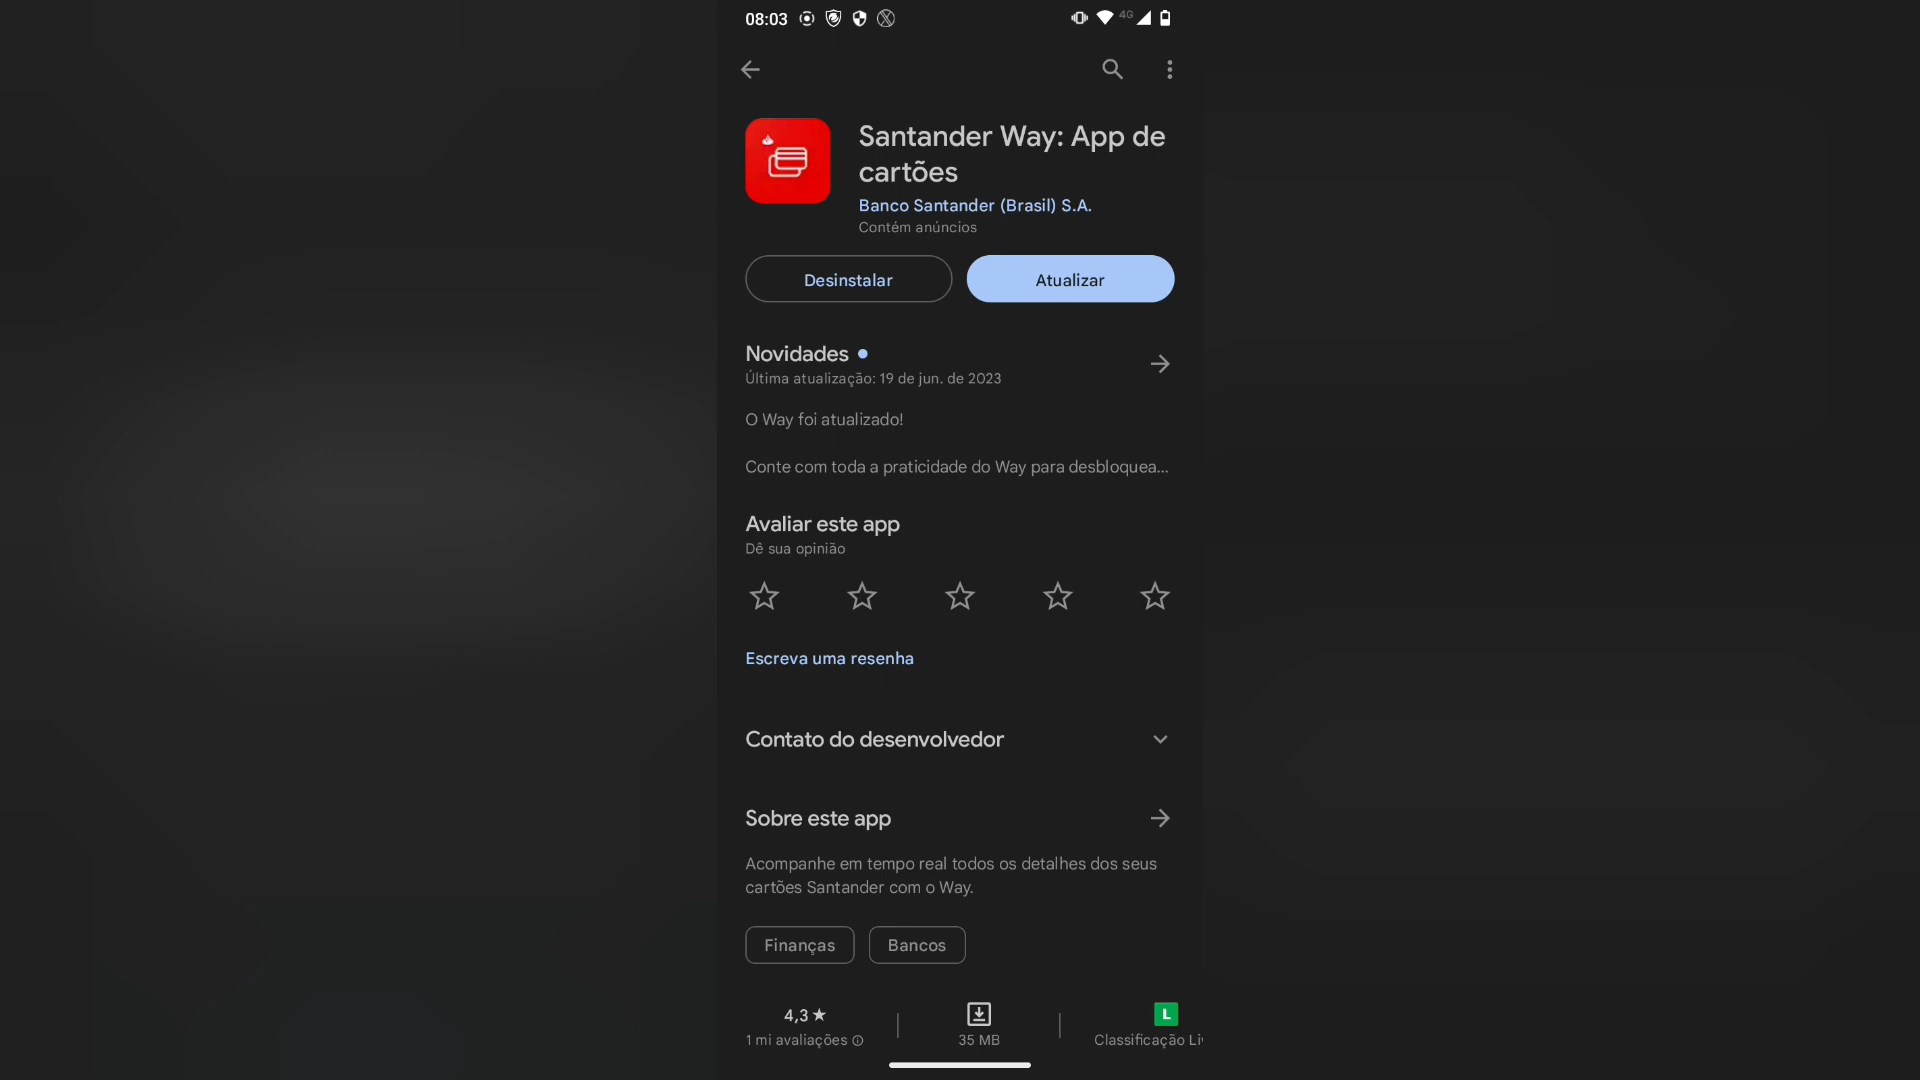 08:03
4G
Santander Way: App de
cartões
Banco Santander (Brasil) S.A.
Contém anúncios
Desinstalar
Atualizar
Novidades
Última atualização: 19 de jun. de 2023
O Way foi atualizado!
Conte com toda a praticidade do Way para desbloquea...
Avaliar este app
Dê sua opinião
Escreva uma resenha
Contato do desenvolvedor
Sobre este app
Acompanhe em tempo real todos os detalhes dos seus
cartões Santander com o Way.
Finanças
Bancos
4,3 ★
1 mi avaliações
35 MB
L
Classificação Li